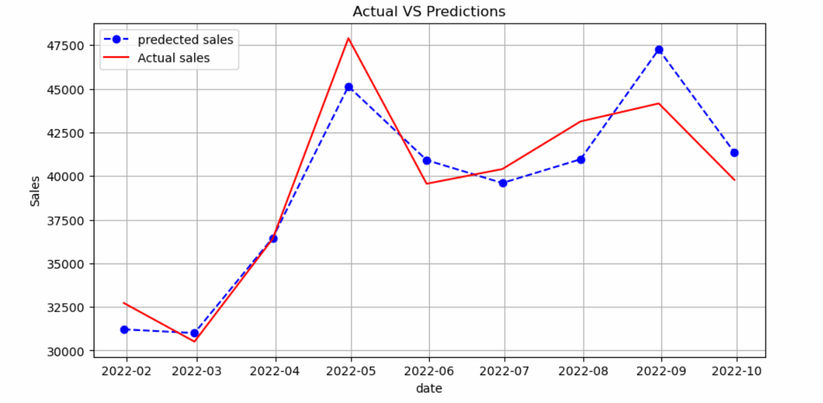 Actual VS Predictions
predected sales
Actual sales
47500
45000
42500
40000
37500
35000
32500
30000
Sales
2022-02 2022-03 2022-04 2022-05 2022-06 2022-07 2022-08 2022-09 2022-10
date